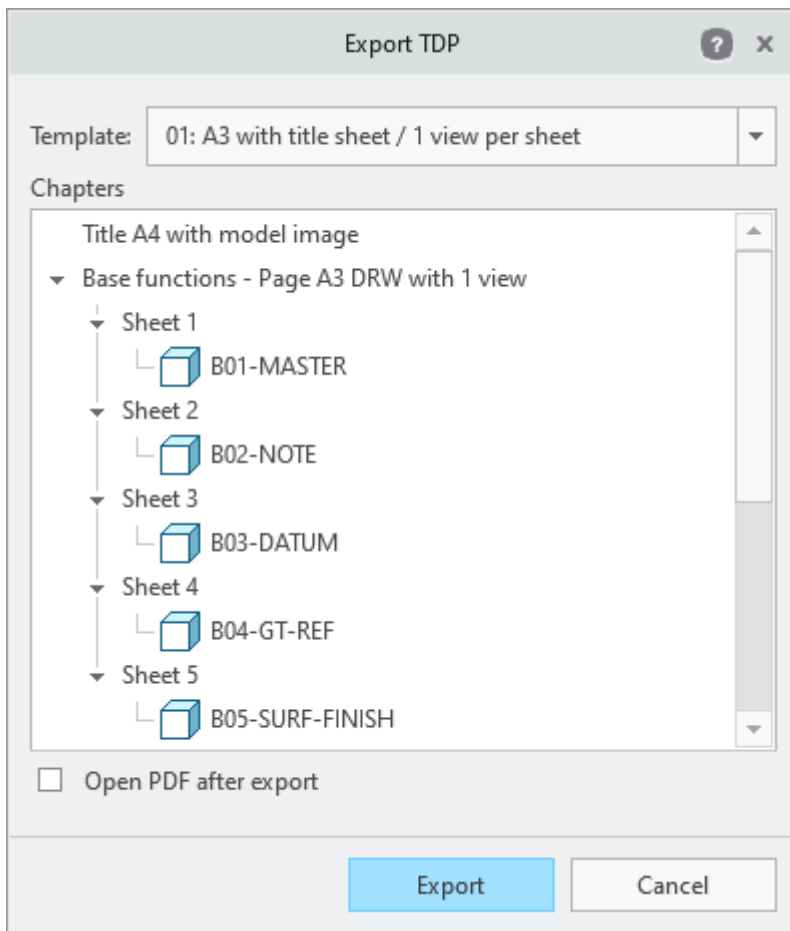 Export TDP
Template: 01: A3 with title sheet / 1 view per sheet
Chapters
Title A4 with model image
Base functions - Page A3 DRW with 1 view
Sheet 1
B01-MASTER
Sheet 2
B02-NOTE
Sheet 3
B03-DATUM
Sheet 4
B04-GT-REF
Sheet 5
B05-SURF-FINISH
Open PDF after export
Export Cancel